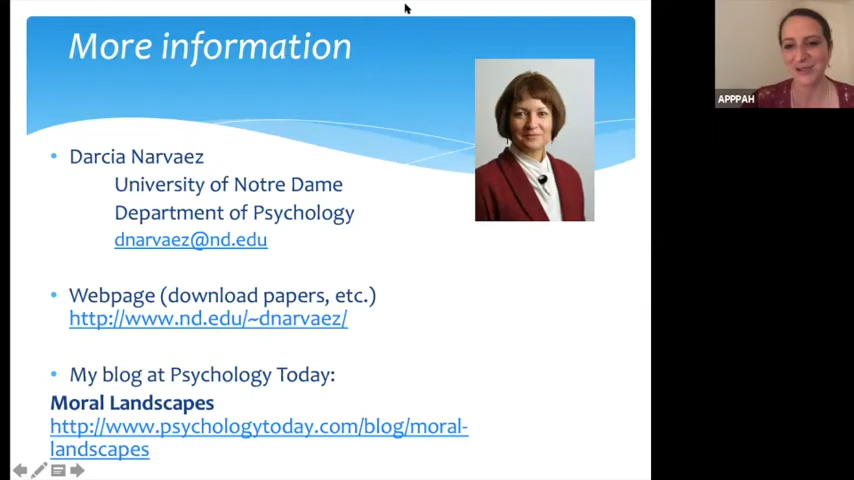 More information
APPPAH
• Darcia Narvaez
University of Notre Dame
Department of Psychology
dnarvaez@nd.edu
• Webpage (download papers, etc.)
http://www.nd.edu/~dnarvaez/
• My blog at Psychology Today:
Moral Landscapes
http://www.psychologytoday.com/blog/moral-
landscapes